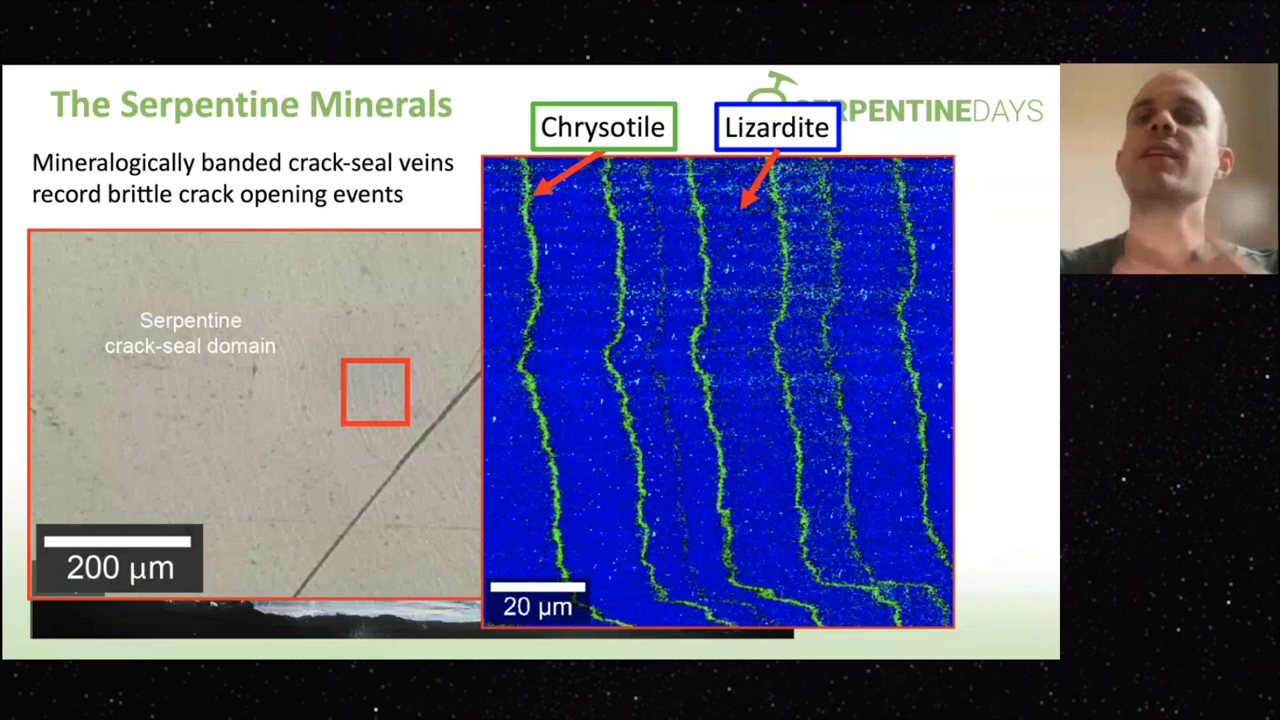 The Serpentine Minerals
SERPENTINEDAYS
Chrysotile
Lizardite
Mineralogically banded crack-seal veins
record brittle crack opening events
Serpentine
crack-seal domain
200 µm
20 µm